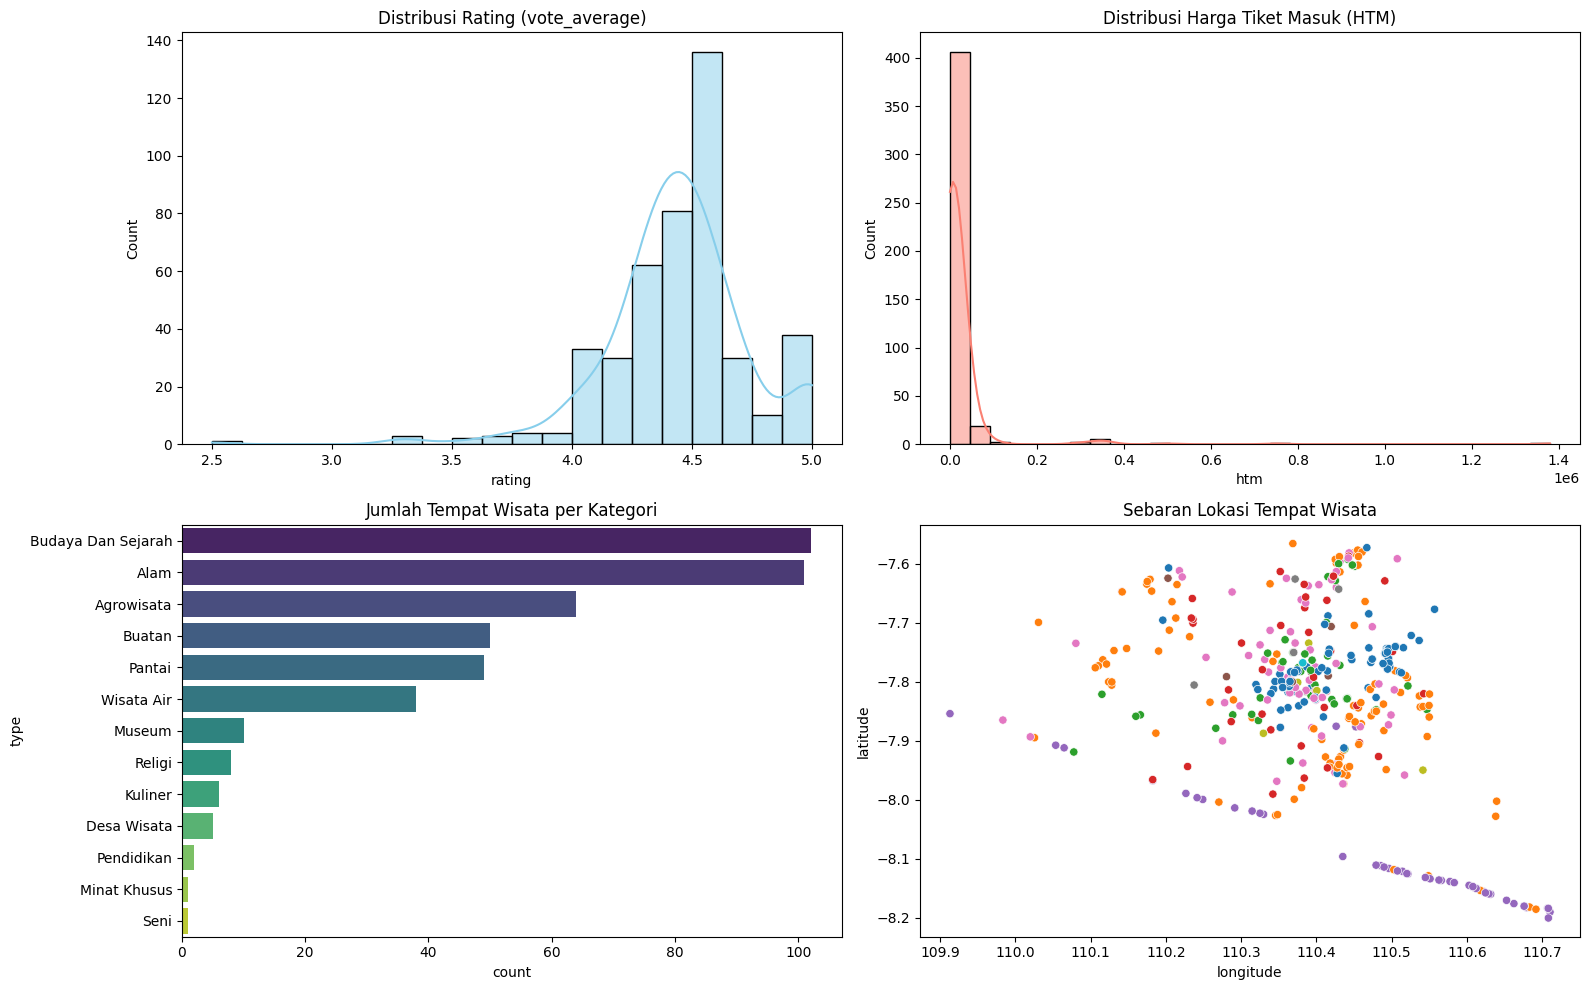 Distribusi Rating (vote_average)
140
120
100
80
60
40
20
0
Count
2.5
3.0
3.5
4.0
4.5
5.0
rating
Distribusi Harga Tiket Masuk (HTM)
400
350
300
250
200
150
100
50
0
Count
0.0
0.2
0.4
0.6
0.8
1.0
1.2
1.4
1e6
htm
Jumlah Tempat Wisata per Kategori
Budaya Dan Sejarah
Alam
Agrowisata
Buatan
Pantai
Wisata Air
Museum
Religi
Kuliner
Desa Wisata
Pendidikan
Minat Khusus
Seni
type
0
20
40
60
80
100
count
Sebaran Lokasi Tempat Wisata
−7.6
−7.7
−7.8
−7.9
−8.0
−8.1
−8.2
latitude
109.9
110.0
110.1
110.2
110.3
110.4
110.5
110.6
110.7
longitude